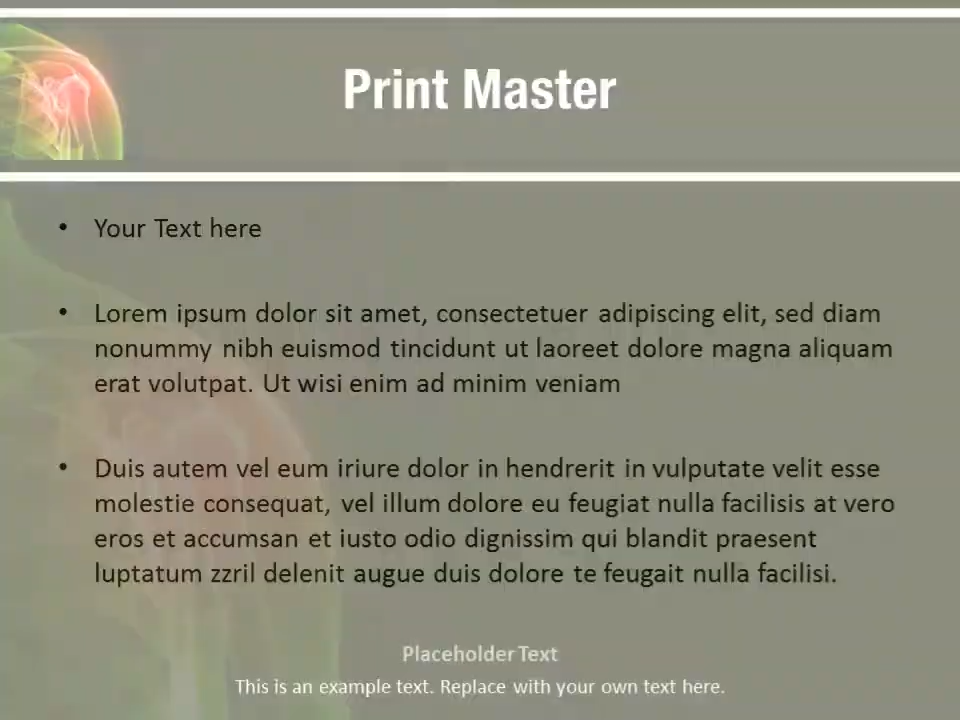 Print Master
• Your Text here
• Lorem ipsum dolor sit amet, consectetuer adipiscing elit, sed diam
nonummy nibh euismod tincidunt ut laoreet dolore magna aliquam
erat volutpat. Ut wisi enim ad minim veniam
• Duis autem vel eum iriure dolor in hendrerit in vulputate velit esse
molestie consequat, vel illum dolore eu feugiat nulla facilisis at vero
eros et accumsan et iusto odio dignissim qui blandit praesent
luptatum zzril delenit augue duis dolore te feugait nulla facilisi.
Placeholder Text
This is an example text. Replace with your own text here.